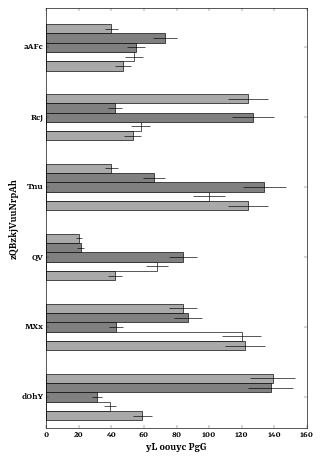 aAFc
Rcj
Tnu
QV
MXx
dOhY
zQBzkjVuuNrpAh
0 20 40 60 80 100 120 140 160
yL oouyc PgG